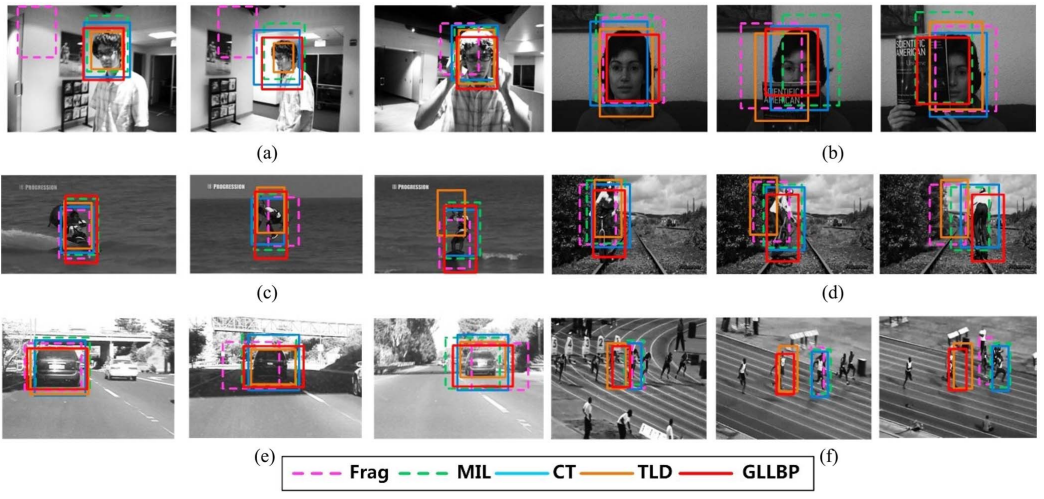 SCIENTIFIC
AMERICAN
SCIENTIFIC
AMERICAN
(a)
(b)
PROGRESSION
PROGRESSION
PROGRESSION
(c)
(d)
(e)
(f)
Frag MIL CT TLD GLLBP